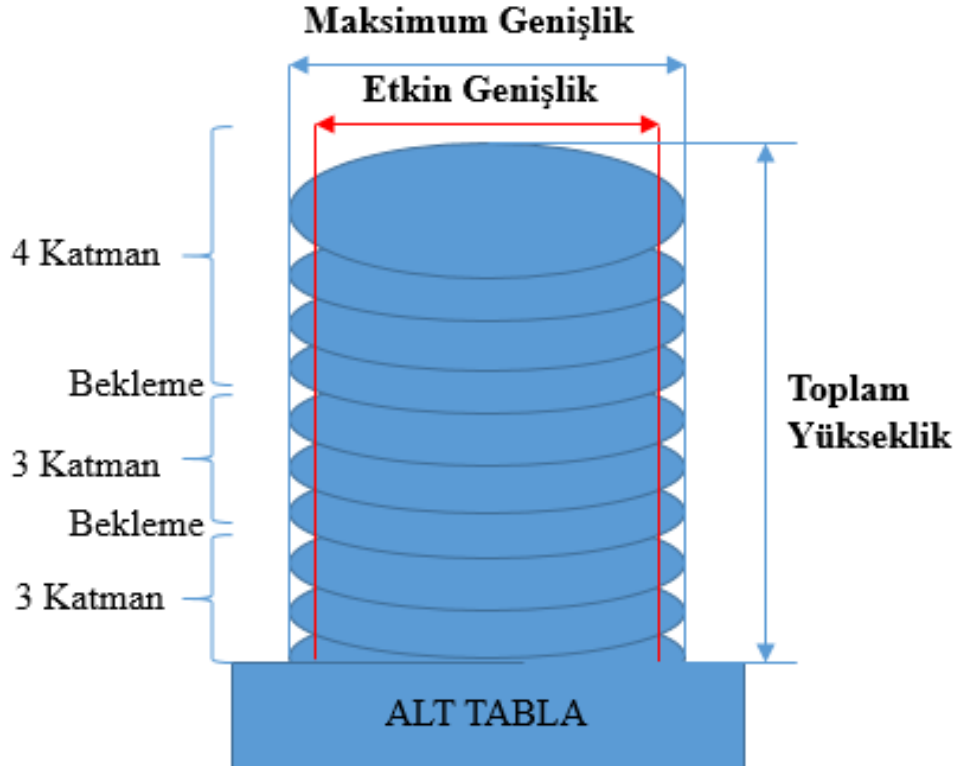 Maksimum Genişlik
Etkin Genişlik
4 Katman
Bekleme
3 Katman
Bekleme
3 Katman
Toplam
Yükseklik
ALT TABLA